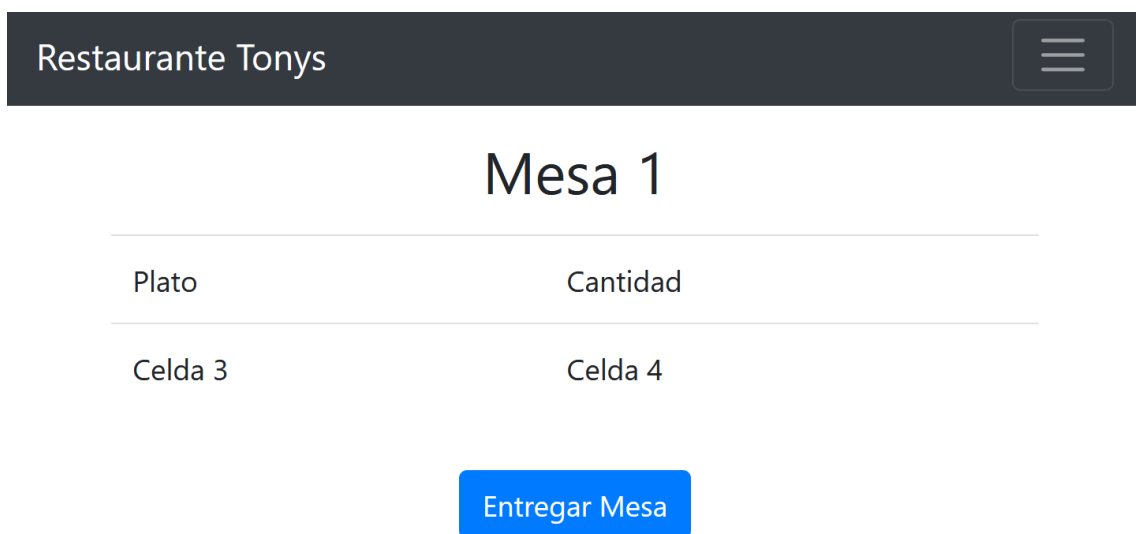 Restaurante Tonys
Mesa 1
Plato Cantidad
Celda 3 Celda 4
Entregar Mesa